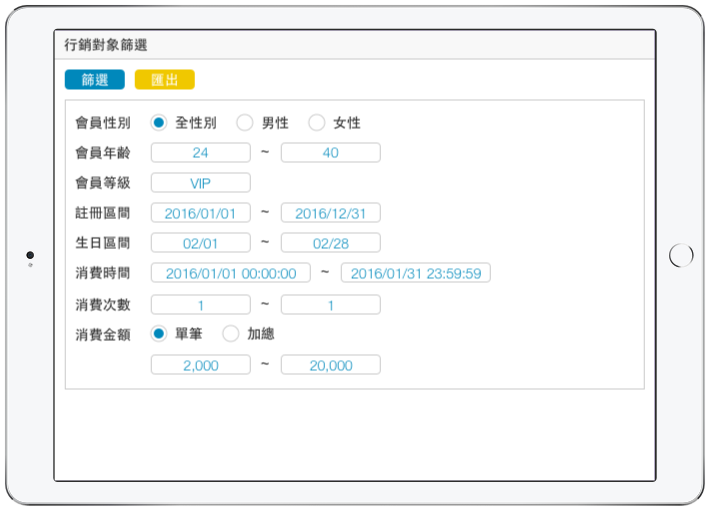 行銷對象篩選
篩選 匯出
會員性別 全性別 男性 女性
會員年齡 24 ~ 40
會員等級 VIP
註冊區間 2016/01/01 ~ 2016/12/31
生日區間 02/01 ~ 02/28
消費時間 2016/01/01 00:00:00 ~ 2016/01/31 23:59:59
消費次數 1 ~ 1
消費金額 單筆 加總
2,000 ~ 20,000